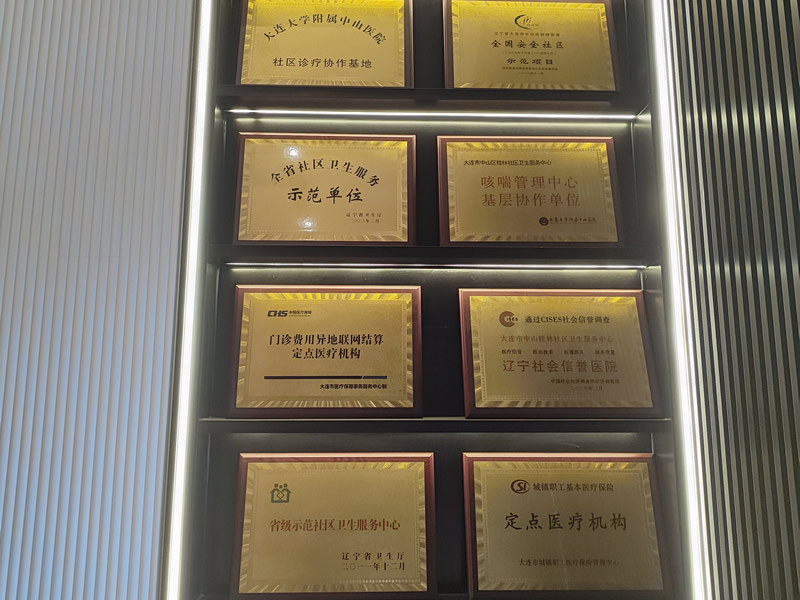 大连大学附属中山医院
社区诊疗协作基地
全国安全社区
示范项目
全省社区卫生服务
示范单位
辽宁省卫生厅
大连市中山区桂林社区卫生服务中心
咳喘管理中心
基层协作单位
CHS 中国医疗保障
门诊费用异地联网结算
定点医疗机构
大连市医疗保障事务服务中心制
CISES 通过CISES社会信誉调查
大连市中山桂林社区卫生服务中心
辽宁社会信誉医院
省级示范社区卫生服务中心
辽宁省卫生厅
二〇一一年十二月
SI 城镇职工基本医疗保险
定点医疗机构